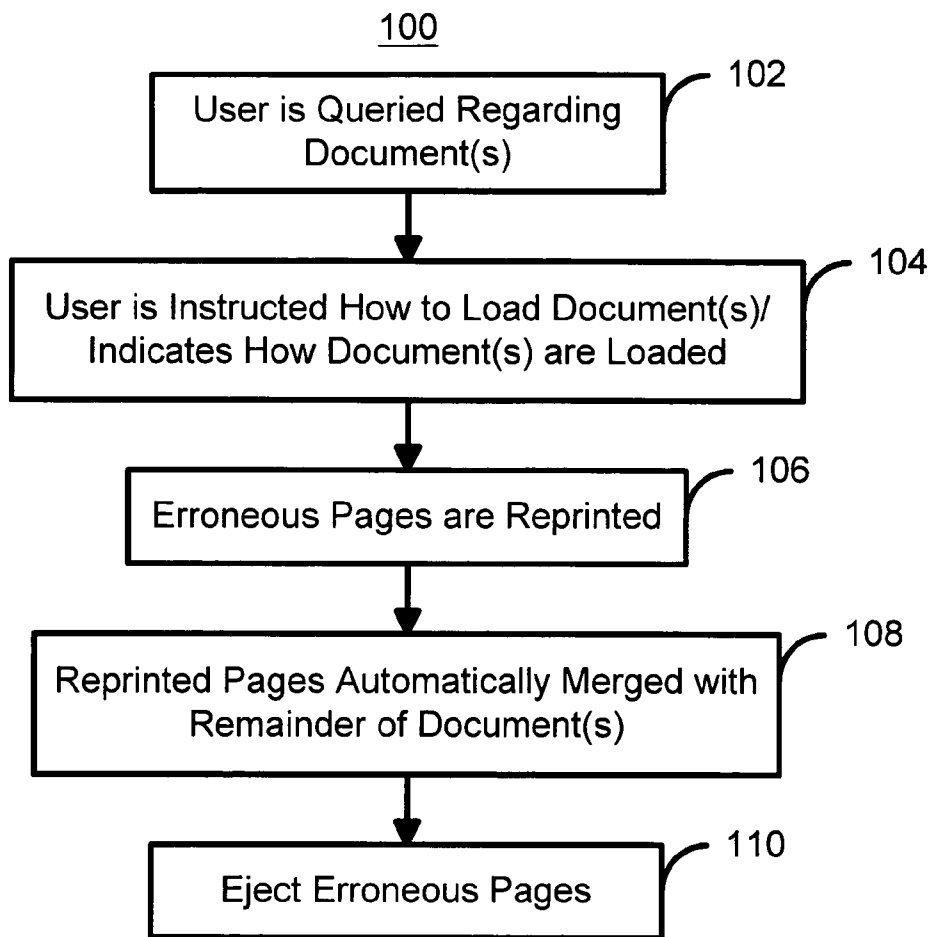 100
102
User is Queried Regarding
Document(s)
104
User is Instructed How to Load Document(s)/
Indicates How Document(s) are Loaded
106
Erroneous Pages are Reprinted
108
Reprinted Pages Automatically Merged with
Remainder of Document(s)
110
Eject Erroneous Pages